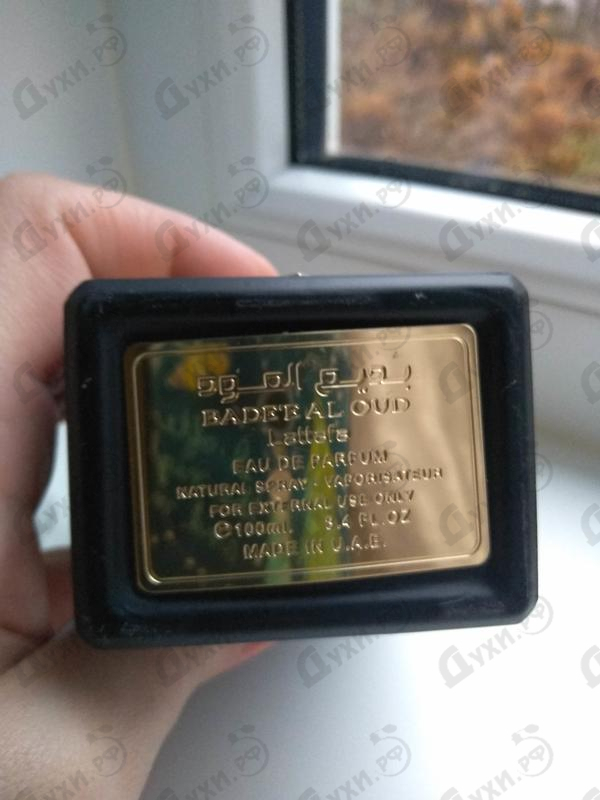 بديع العود
BADE'E AL OUD
Lattafa
EAU DE PARFUM
NATURAL SPRAY - VAPORISATEUR
FOR EXTERNAL USE ONLY
℮100ml. 3.4 FL.OZ
MADE IN U.A.E.
Духи.рф